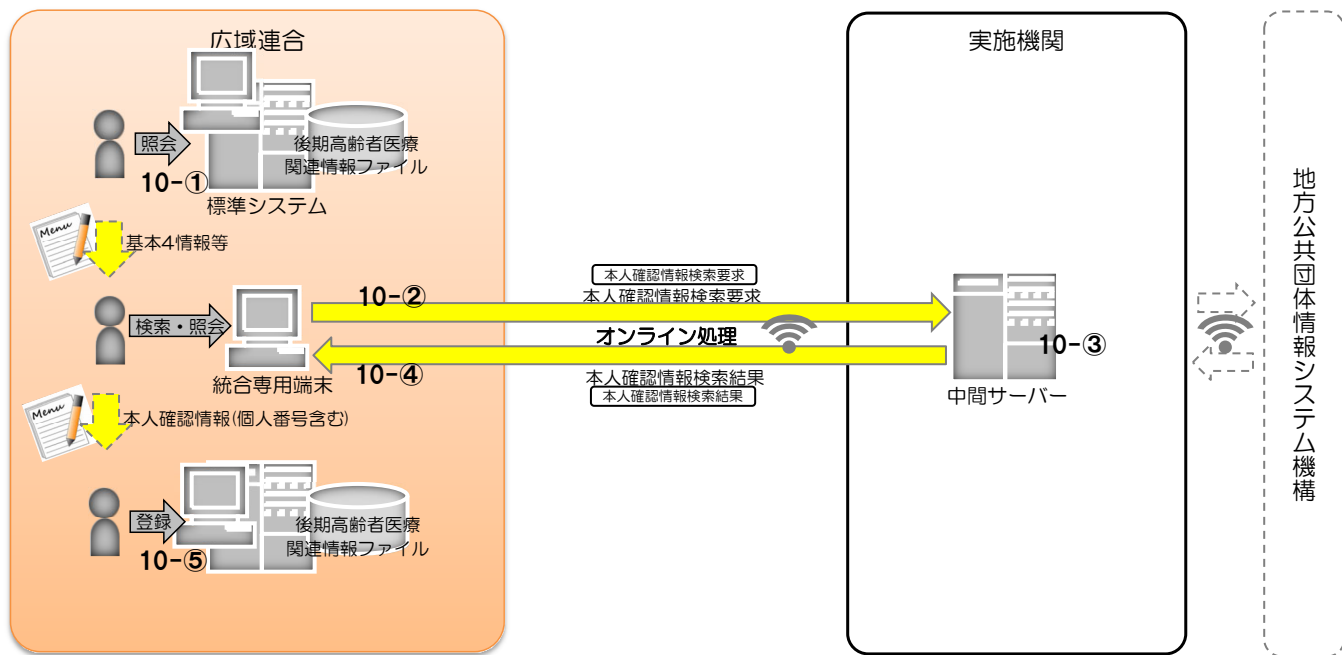 広域連合
実施機関
照会
10-①
後期高齢者医療
関連情報ファイル
標準システム
Menu
基本4情報等
検索・照会
統合専用端末
10-②
本人確認情報検索要求
本人確認情報検索要求
オンライン処理
10-④
本人確認情報検索結果
本人確認情報検索結果
10-③
中間サーバー
Menu
本人確認情報(個人番号含む)
登録
10-⑤
後期高齢者医療
関連情報ファイル
地方公共団体情報システム機構